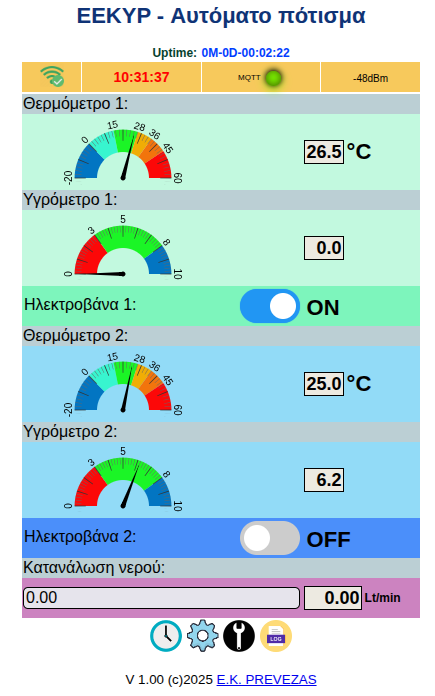 ΕΕΚΥΡ - Αυτόματο πότισμα
Uptime: 0M-0D-00:02:22
10:31:37 MQTT -48dBm
Θερμόμετρο 1:
-20 0 15 28 36 45 60
26.5 °C
Υγρόμετρο 1:
0 3 5 8 10
0.0
Ηλεκτροβάνα 1: ON
Θερμόμετρο 2:
-20 0 15 28 36 45 60
25.0 °C
Υγρόμετρο 2:
0 3 5 8 10
6.2
Ηλεκτροβάνα 2: OFF
Κατανάλωση νερού:
0.00 0.00 Lt/min
LOG
V 1.00 (c)2025 E.K. PREVEZAS